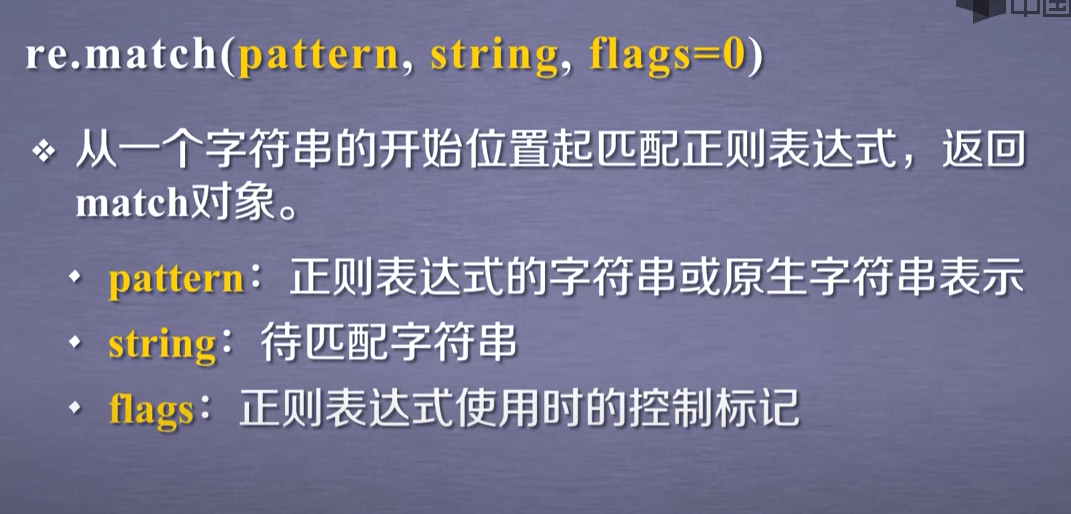 中国
re.match(pattern, string, flags=0)
❖ 从一个字符串的开始位置起匹配正则表达式，返回
match对象。
• pattern：正则表达式的字符串或原生字符串表示
• string：待匹配字符串
• flags：正则表达式使用时的控制标记